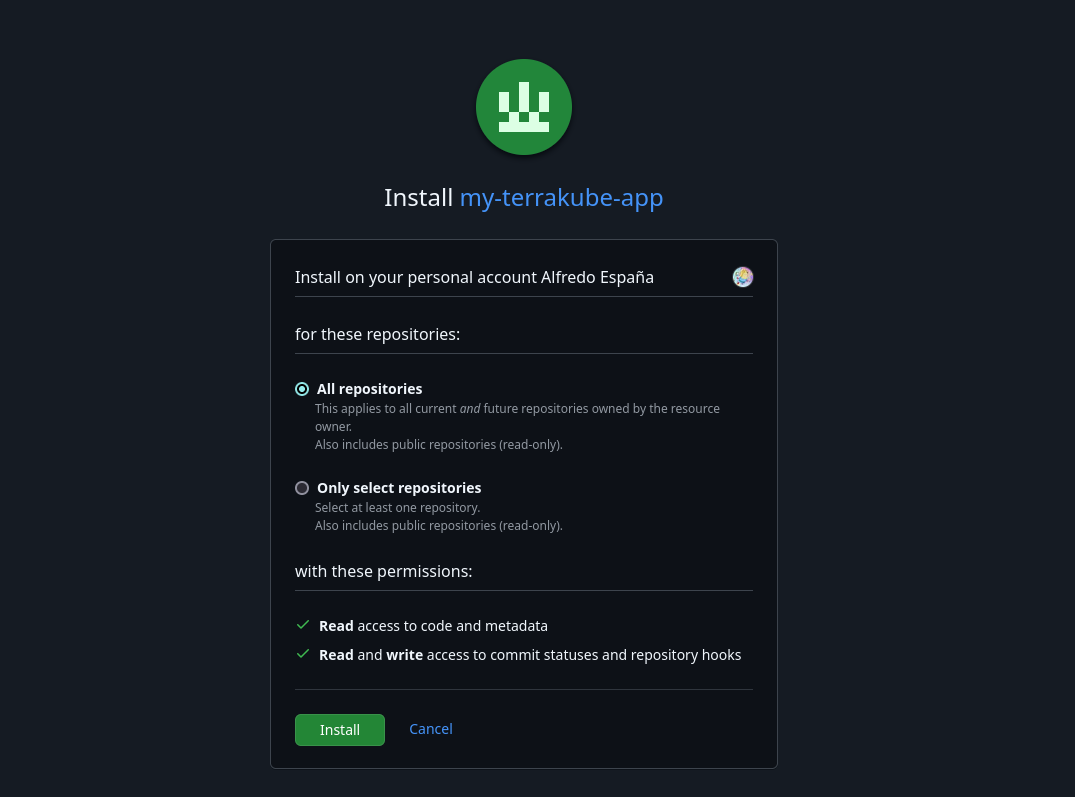 Install my-terrakube-app
Install on your personal account Alfredo España
for these repositories:
All repositories
This applies to all current and future repositories owned by the resource
owner.
Also includes public repositories (read-only).
Only select repositories
Select at least one repository.
Also includes public repositories (read-only).
with these permissions:
Read access to code and metadata
Read and write access to commit statuses and repository hooks
Install Cancel